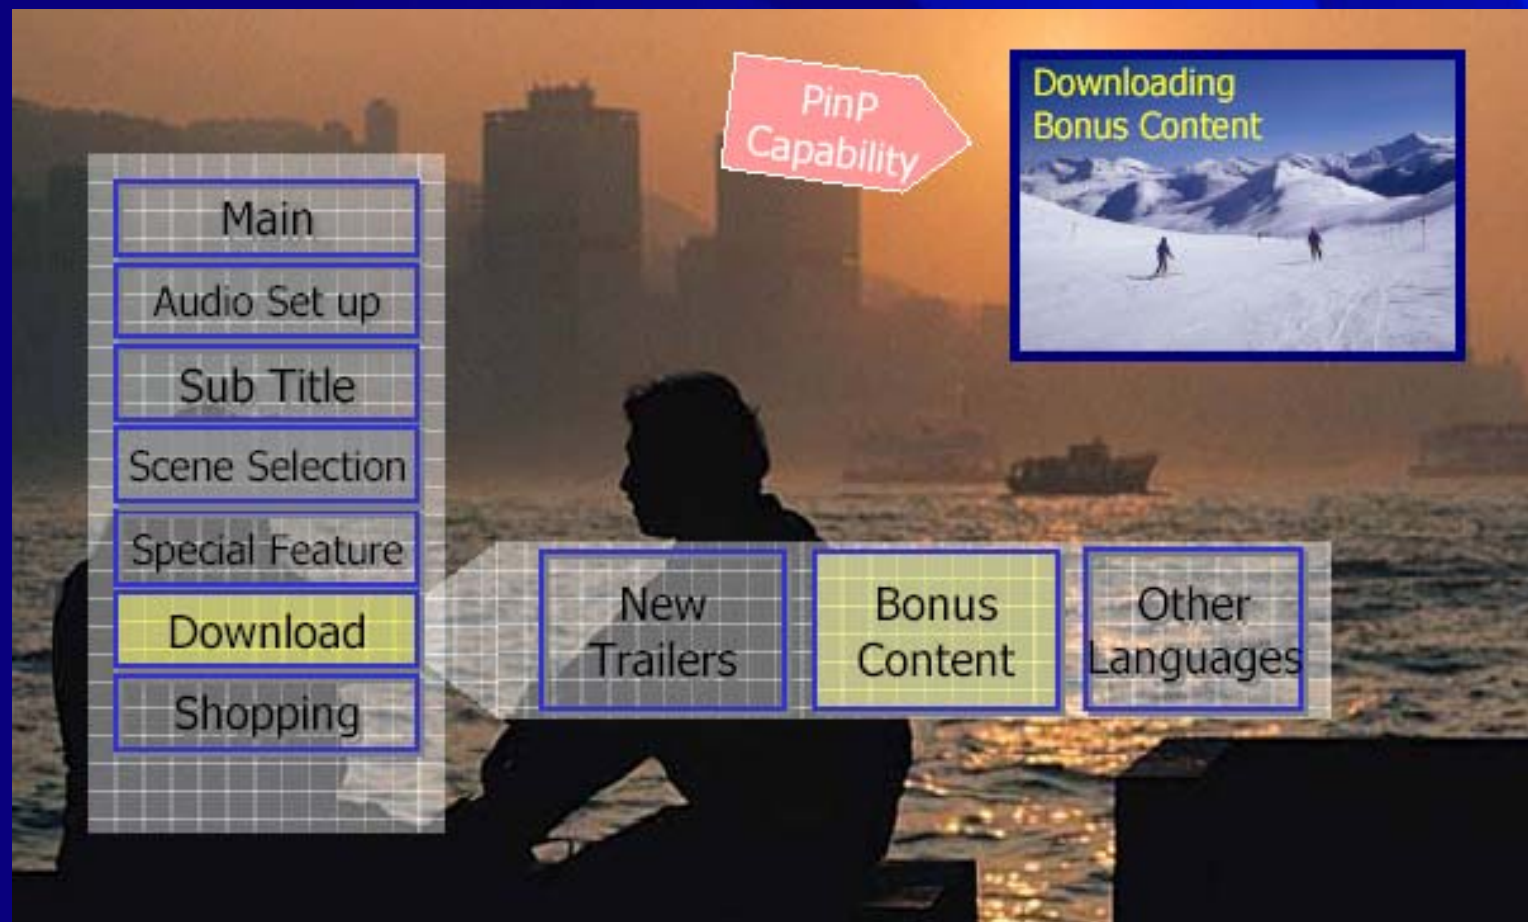 PinP
Capability
Downloading
Bonus Content
Main
Audio Set up
Sub Title
Scene Selection
Special Feature
Download
Shopping
New
Trailers
Bonus
Content
Other
Languages